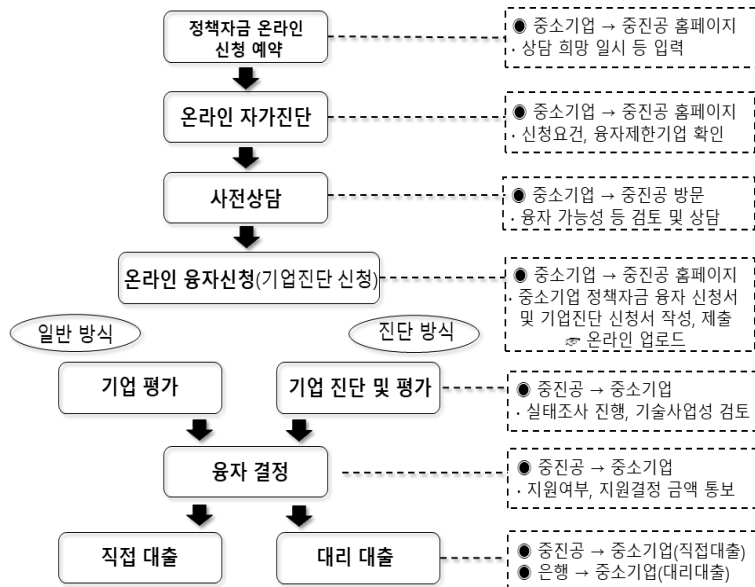 정책자금 온라인
신청 예약
◉ 중소기업 → 중진공 홈페이지
· 상담 희망 일시 등 입력
온라인 자가진단
◉ 중소기업 → 중진공 홈페이지
· 신청요건, 융자제한기업 확인
사전상담
◉ 중소기업 → 중진공 방문
· 융자 가능성 등 검토 및 상담
온라인 융자신청(기업진단 신청)
◉ 중소기업 → 중진공 홈페이지
· 중소기업 정책자금 융자 신청서
및 기업진단 신청서 작성, 제출
☞ 온라인 업로드
일반 방식
진단 방식
기업 평가
기업 진단 및 평가
◉ 중진공 → 중소기업
· 실태조사 진행, 기술사업성 검토
융자 결정
◉ 중진공 → 중소기업
· 지원여부, 지원결정 금액 통보
직접 대출
대리 대출
◉ 중진공 → 중소기업(직접대출)
◉ 은행 → 중소기업(대리대출)